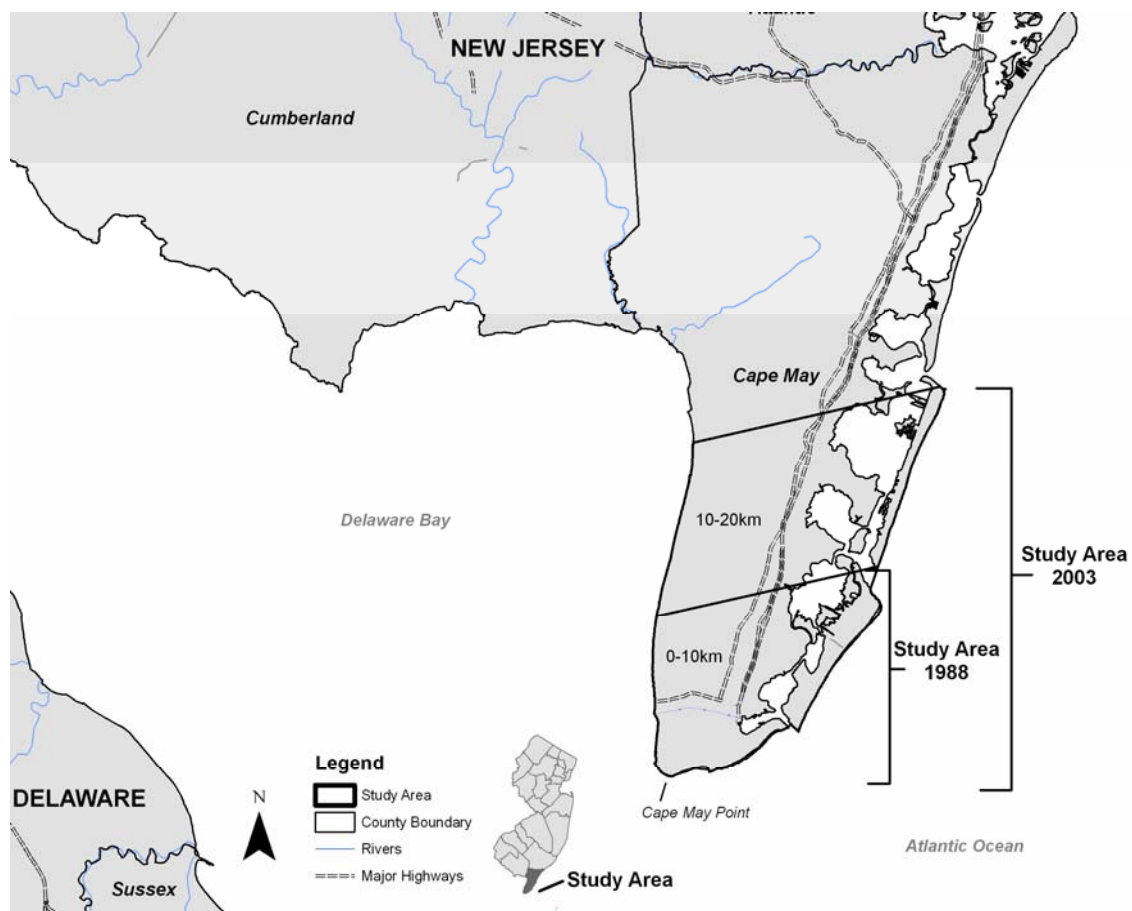 Atlantic
NEW JERSEY
Cumberland
Cape May
Delaware Bay
10-20km
Study Area
2003
0-10km
Study Area
1988
Legend
Study Area
County Boundary
Rivers
Major Highways
N
DELAWARE
Sussex
Study Area
Cape May Point
Atlantic Ocean